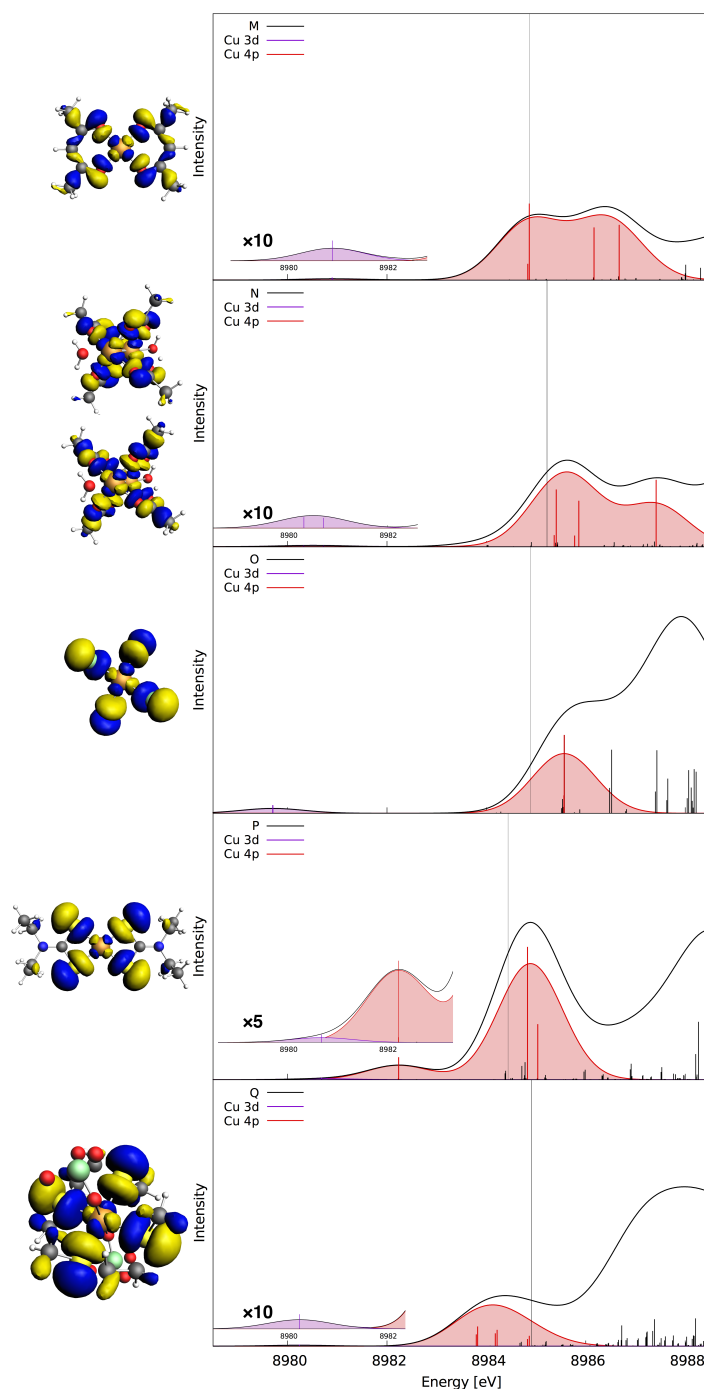 M
Cu 3d
Cu 4p
Intensity
×10
8980
8982
N
Cu 3d
Cu 4p
Intensity
×10
8980
8982
O
Cu 3d
Cu 4p
Intensity
P
Cu 3d
Cu 4p
Intensity
×5
8980
8982
Q
Cu 3d
Cu 4p
Intensity
×10
8980
8982
8980 8982 8984 8986 8988
Energy [eV]